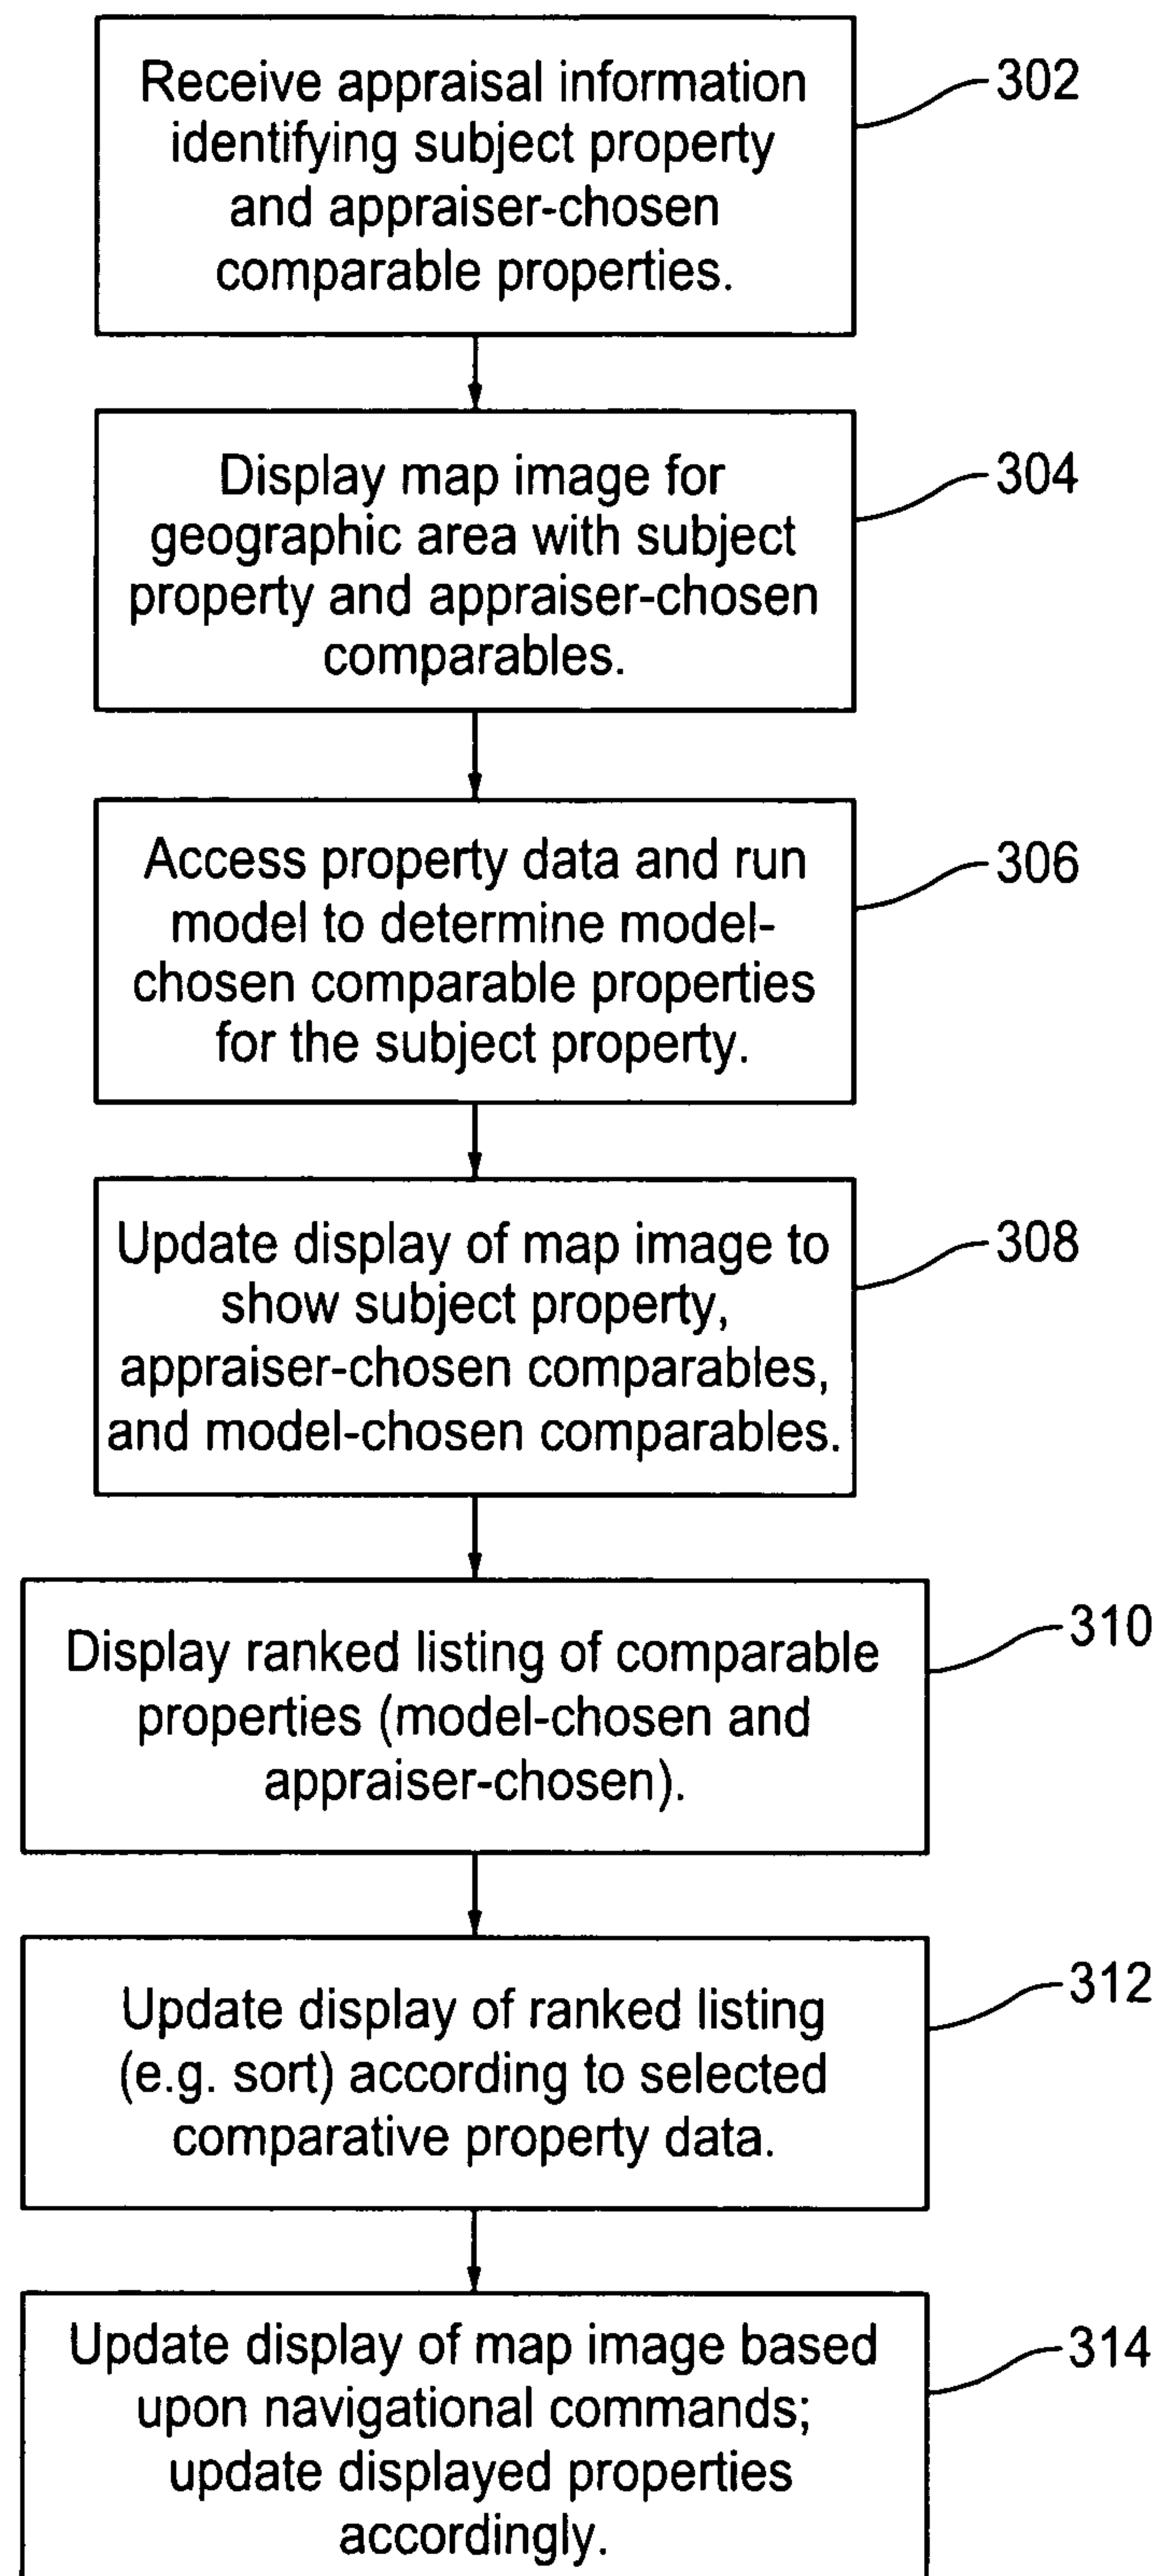 Receive appraisal information
identifying subject property
and appraiser-chosen
comparable properties.
302
Display map image for
geographic area with subject
property and appraiser-chosen
comparables.
304
Access property data and run
model to determine model-
chosen comparable properties
for the subject property.
306
Update display of map image to
show subject property,
appraiser-chosen comparables,
and model-chosen comparables.
308
Display ranked listing of comparable
properties (model-chosen and
appraiser-chosen).
310
Update display of ranked listing
(e.g. sort) according to selected
comparative property data.
312
Update display of map image based
upon navigational commands;
update displayed properties
accordingly.
314